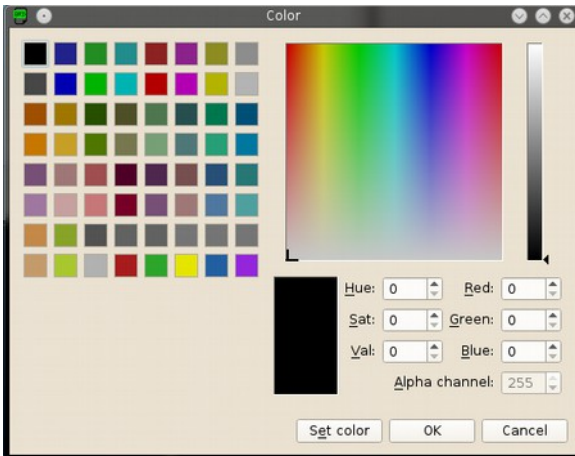 Color
Hue: 0 Red: 0
Sat: 0 Green: 0
Val: 0 Blue: 0
Alpha channel: 255
Set color OK Cancel